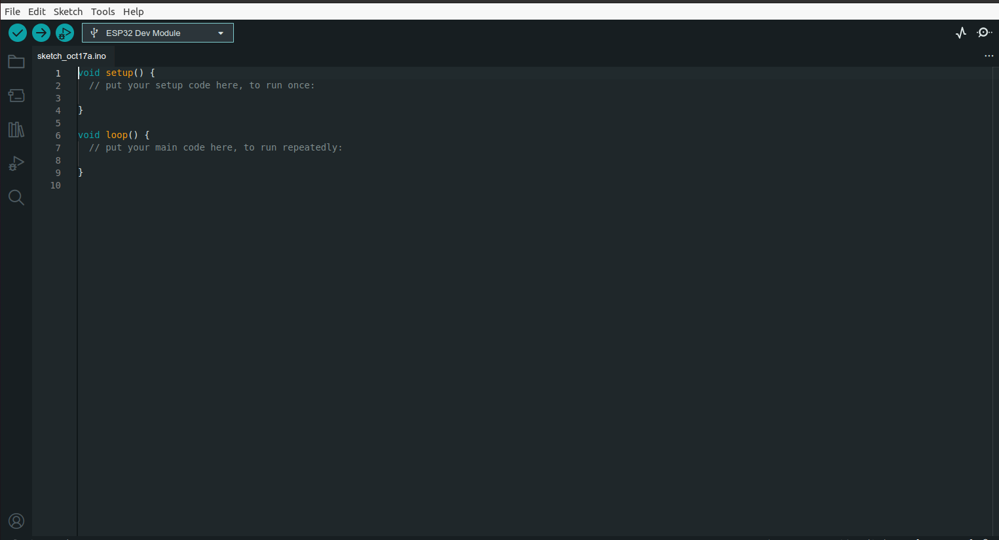 File Edit Sketch Tools Help
ESP32 Dev Module
sketch_oct17a.ino
1 void setup() {
2 // put your setup code here, to run once:
3
4 }
5
6 void loop() {
7 // put your main code here, to run repeatedly:
8
9 }
10